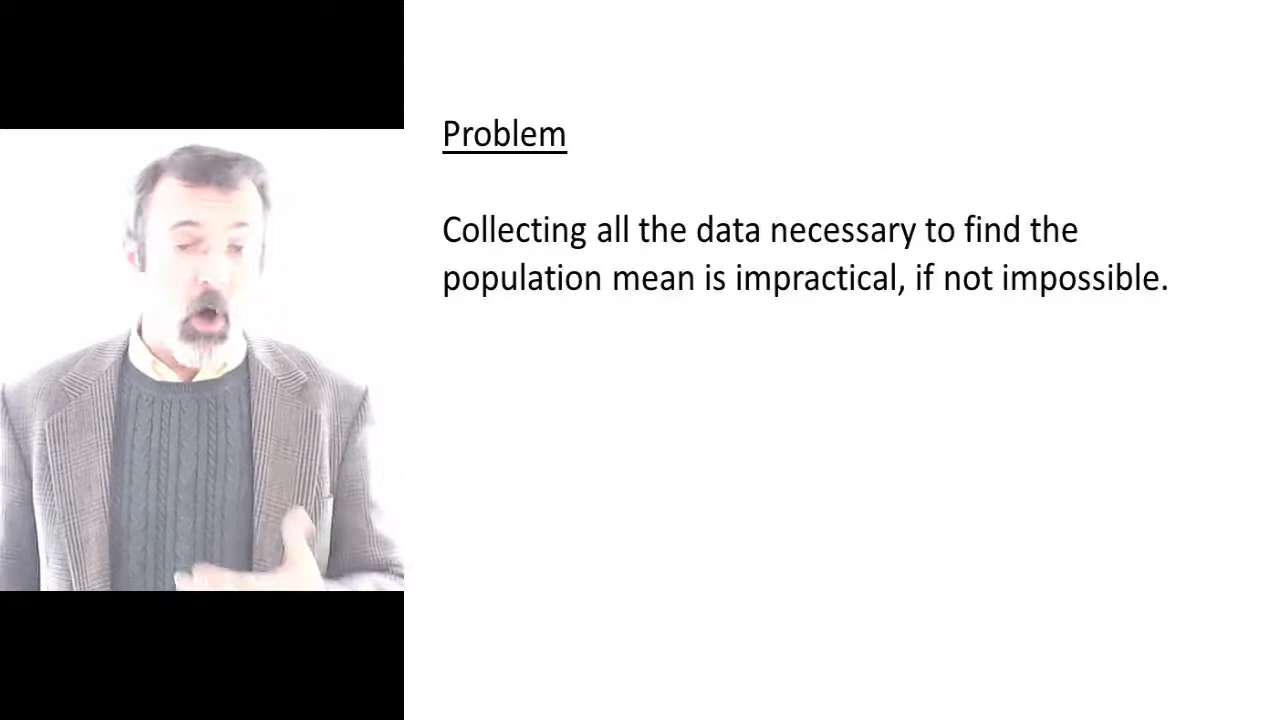 Problem
Collecting all the data necessary to find the
population mean is impractical, if not impossible.